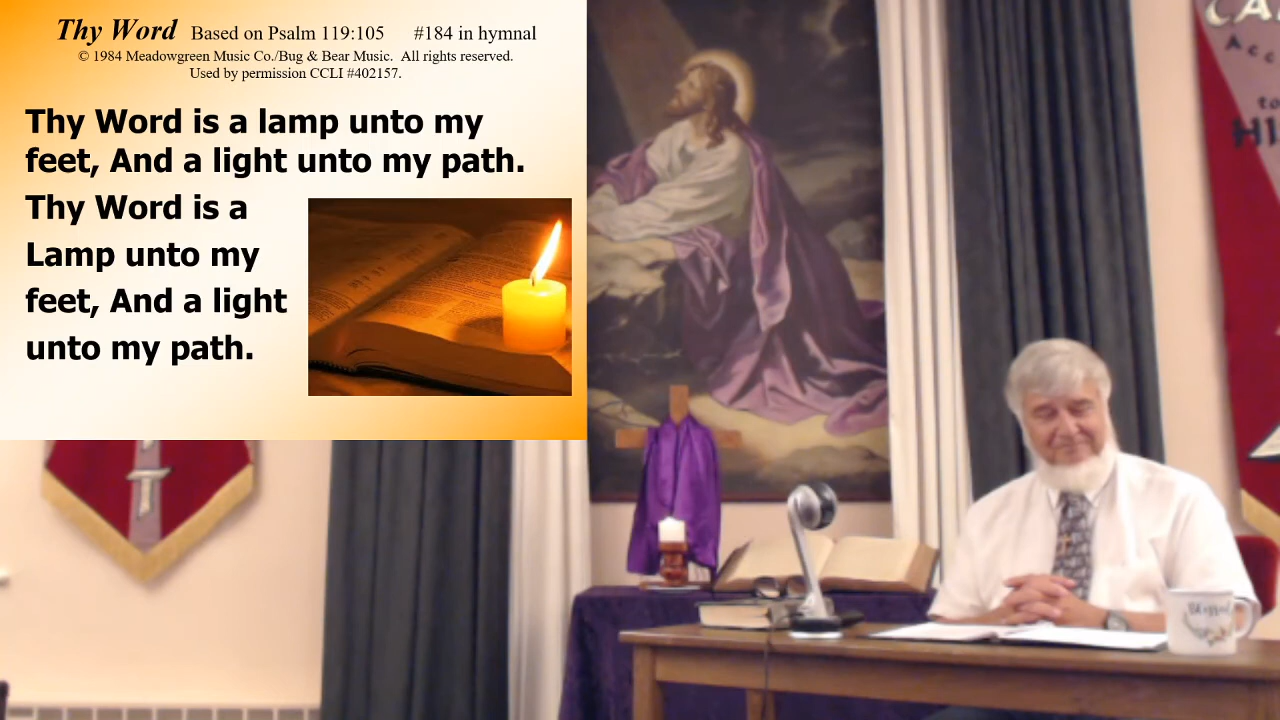 Thy Word Based on Psalm 119:105 #184 in hymnal
© 1984 Meadowgreen Music Co./Bug & Bear Music. All rights reserved.
Used by permission CCLI #402157.
Thy Word is a lamp unto my
feet, And a light unto my path.
Thy Word is a
Lamp unto my
feet, And a light
unto my path.
Blessed